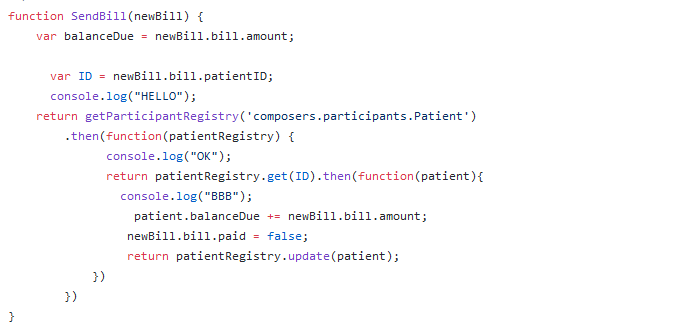 function SendBill(newBill) {
    var balanceDue = newBill.bill.amount;

      var ID = newBill.bill.patientID;
      console.log("HELLO");
    return getParticipantRegistry('composers.participants.Patient')
        .then(function(patientRegistry) {
              console.log("OK");
              return patientRegistry.get(ID).then(function(patient){
                console.log("BBB");
                  patient.balanceDue += newBill.bill.amount;
                 newBill.bill.paid = false;
                 return patientRegistry.update(patient);
            })
        })
}